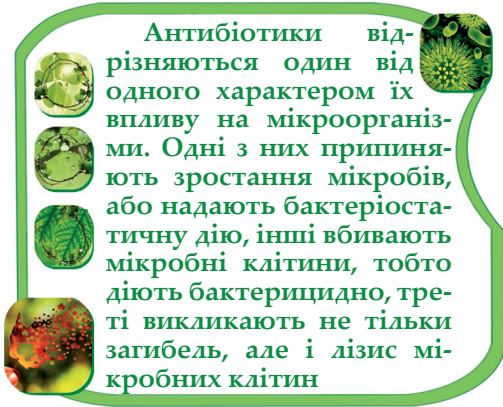 Антибіотики від-
різняються один від
одного характером їх
впливу на мікроорганіз-
ми. Одні з них припиня-
ють зростання мікробів,
або надають бактеріоста-
тичну дію, інші вбивають
мікробні клітини, тобто
діють бактерицидно, тре-
ті викликають не тільки
загибель, але і лізис мі-
кробних клітин